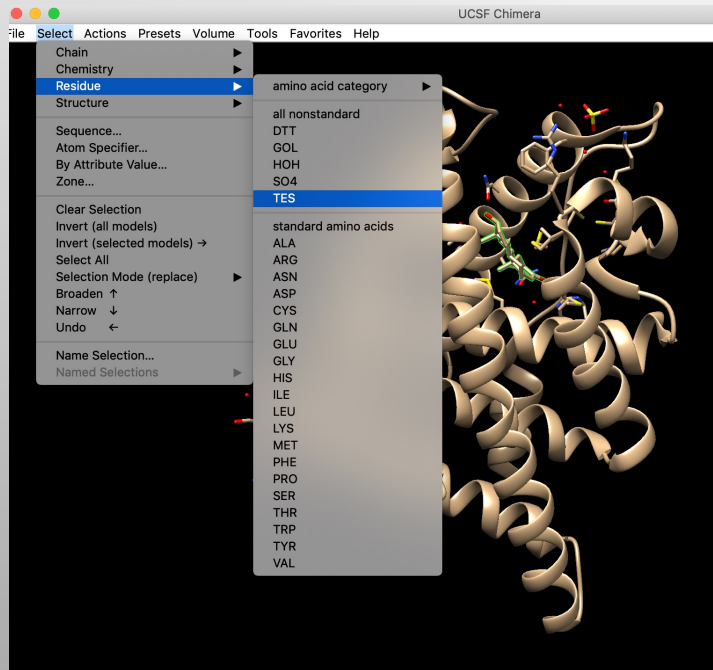 UCSF Chimera
File Select Actions Presets Volume Tools Favorites Help
Chain
Chemistry
Residue
Structure
Sequence...
Atom Specifier...
By Attribute Value...
Zone...
Clear Selection
Invert (all models)
Invert (selected models) →
Select All
Selection Mode (replace)
Broaden ↑
Narrow ↓
Undo ←
Name Selection...
Named Selections
amino acid category
all nonstandard
DTT
GOL
HOH
SO4
TES
standard amino acids
ALA
ARG
ASN
ASP
CYS
GLN
GLU
GLY
HIS
ILE
LEU
LYS
MET
PHE
PRO
SER
THR
TRP
TYR
VAL